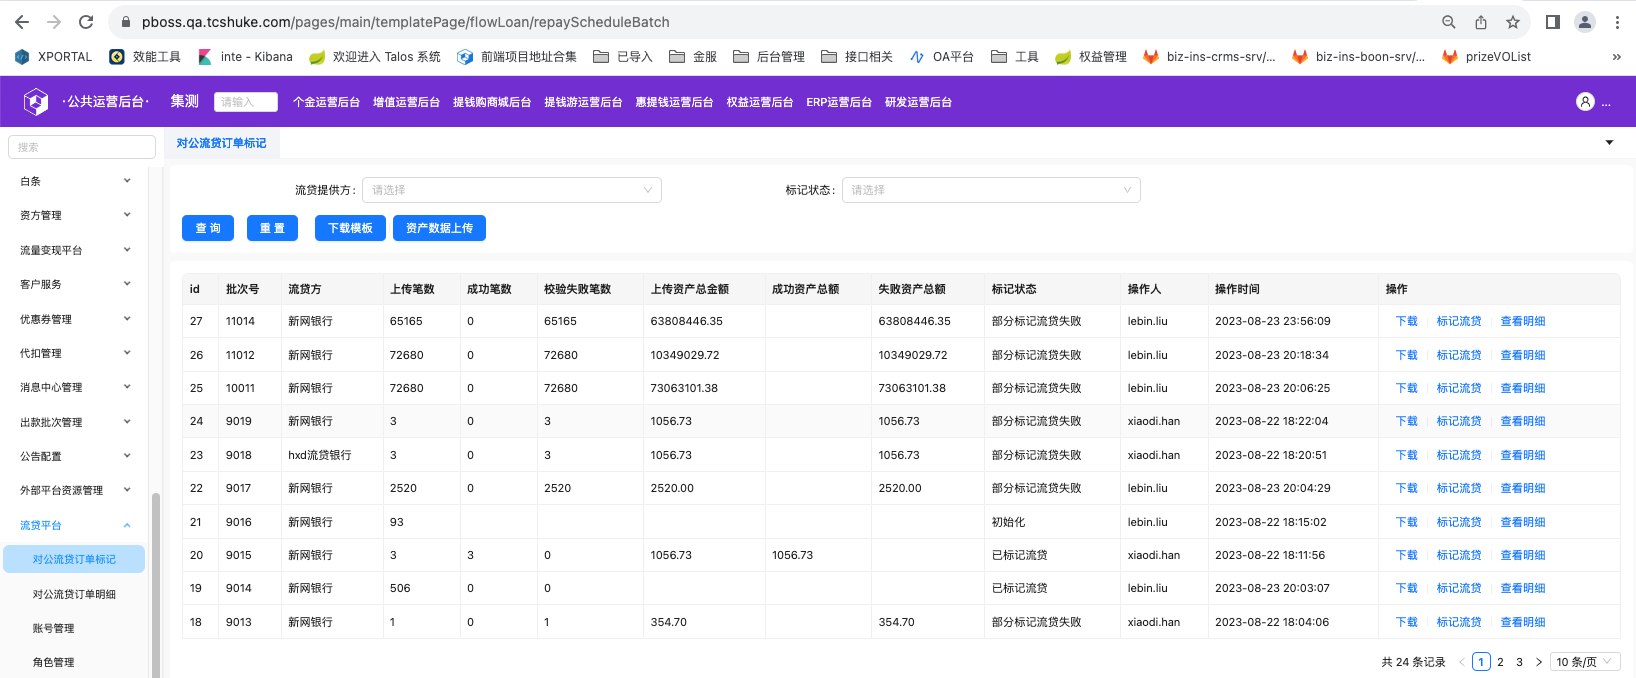 pboss.qa.tcshuke.com/pages/main/templatePage/flowLoan/repayScheduleBatch
XPORTAL 效能工具 inte - Kibana 欢迎进入 Talos 系统 前端项目地址合集 已导入 金服 后台管理 接口相关 OA平台 工具 权益管理 biz-ins-crms-srv/... biz-ins-boon-srv/... prizeVOList »
·公共运营后台· 集测 请输入 个金运营后台 增值运营后台 提钱购商城后台 提钱游运营后台 惠提钱运营后台 权益运营后台 ERP运营后台 研发运营后台 ...
搜索
白条
资方管理
流量变现平台
客户服务
优惠券管理
代扣管理
消息中心管理
出款批次管理
公告配置
外部平台资源管理
流贷平台
对公流贷订单标记
对公流贷订单明细
账号管理
角色管理
对公流贷订单标记
流贷提供方: 请选择 标记状态: 请选择
查 询 重 置 下载模板 资产数据上传
id 批次号 流贷方 上传笔数 成功笔数 校验失败笔数 上传资产总金额 成功资产总额 失败资产总额 标记状态 操作人 操作时间 操作
27 11014 新网银行 65165 0 65165 63808446.35 63808446.35 部分标记流贷失败 lebin.liu 2023-08-23 23:56:09 下载 标记流贷 查看明细
26 11012 新网银行 72680 0 72680 10349029.72 10349029.72 部分标记流贷失败 lebin.liu 2023-08-23 20:18:34 下载 标记流贷 查看明细
25 10011 新网银行 72680 0 72680 73063101.38 73063101.38 部分标记流贷失败 lebin.liu 2023-08-23 20:06:25 下载 标记流贷 查看明细
24 9019 新网银行 3 0 3 1056.73 1056.73 部分标记流贷失败 xiaodi.han 2023-08-22 18:22:04 下载 标记流贷 查看明细
23 9018 hxd流贷银行 3 0 3 1056.73 1056.73 部分标记流贷失败 xiaodi.han 2023-08-22 18:20:51 下载 标记流贷 查看明细
22 9017 新网银行 2520 0 2520 2520.00 2520.00 部分标记流贷失败 lebin.liu 2023-08-23 20:04:29 下载 标记流贷 查看明细
21 9016 新网银行 93 初始化 lebin.liu 2023-08-22 18:15:02 下载 标记流贷 查看明细
20 9015 新网银行 3 3 0 1056.73 1056.73 已标记流贷 xiaodi.han 2023-08-22 18:11:56 下载 标记流贷 查看明细
19 9014 新网银行 506 0 0 已标记流贷 lebin.liu 2023-08-23 20:03:07 下载 标记流贷 查看明细
18 9013 新网银行 1 0 1 354.70 354.70 部分标记流贷失败 xiaodi.han 2023-08-22 18:04:06 下载 标记流贷 查看明细
共 24 条记录 < 1 2 3 > 10 条/页